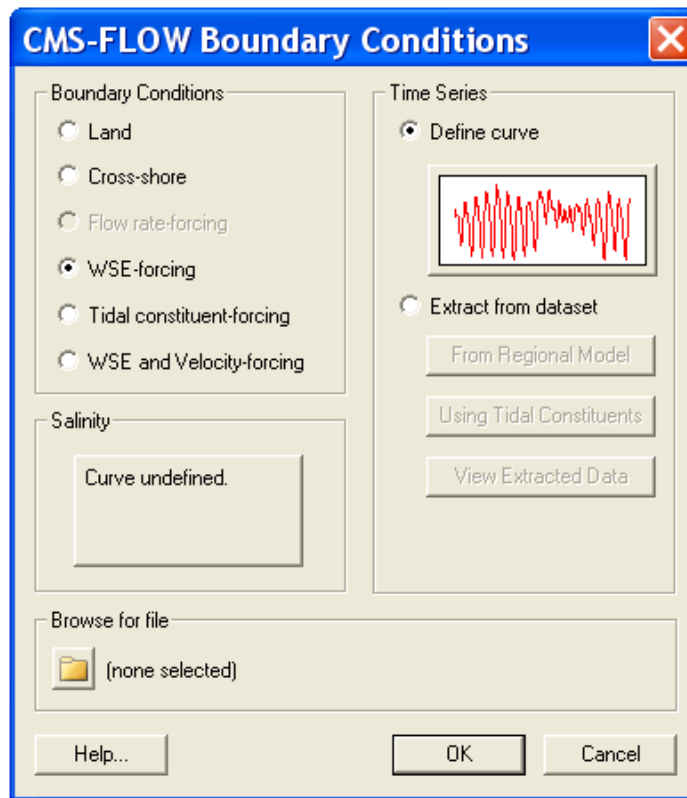 CMS-FLOW Boundary Conditions
Boundary Conditions
Land
Cross-shore
Flow rate-forcing
WSE-forcing
Tidal constituent-forcing
WSE and Velocity-forcing
Salinity
Curve undefined.
Time Series
Define curve
Extract from dataset
From Regional Model
Using Tidal Constituents
View Extracted Data
Browse for file
(none selected)
Help...
OK
Cancel